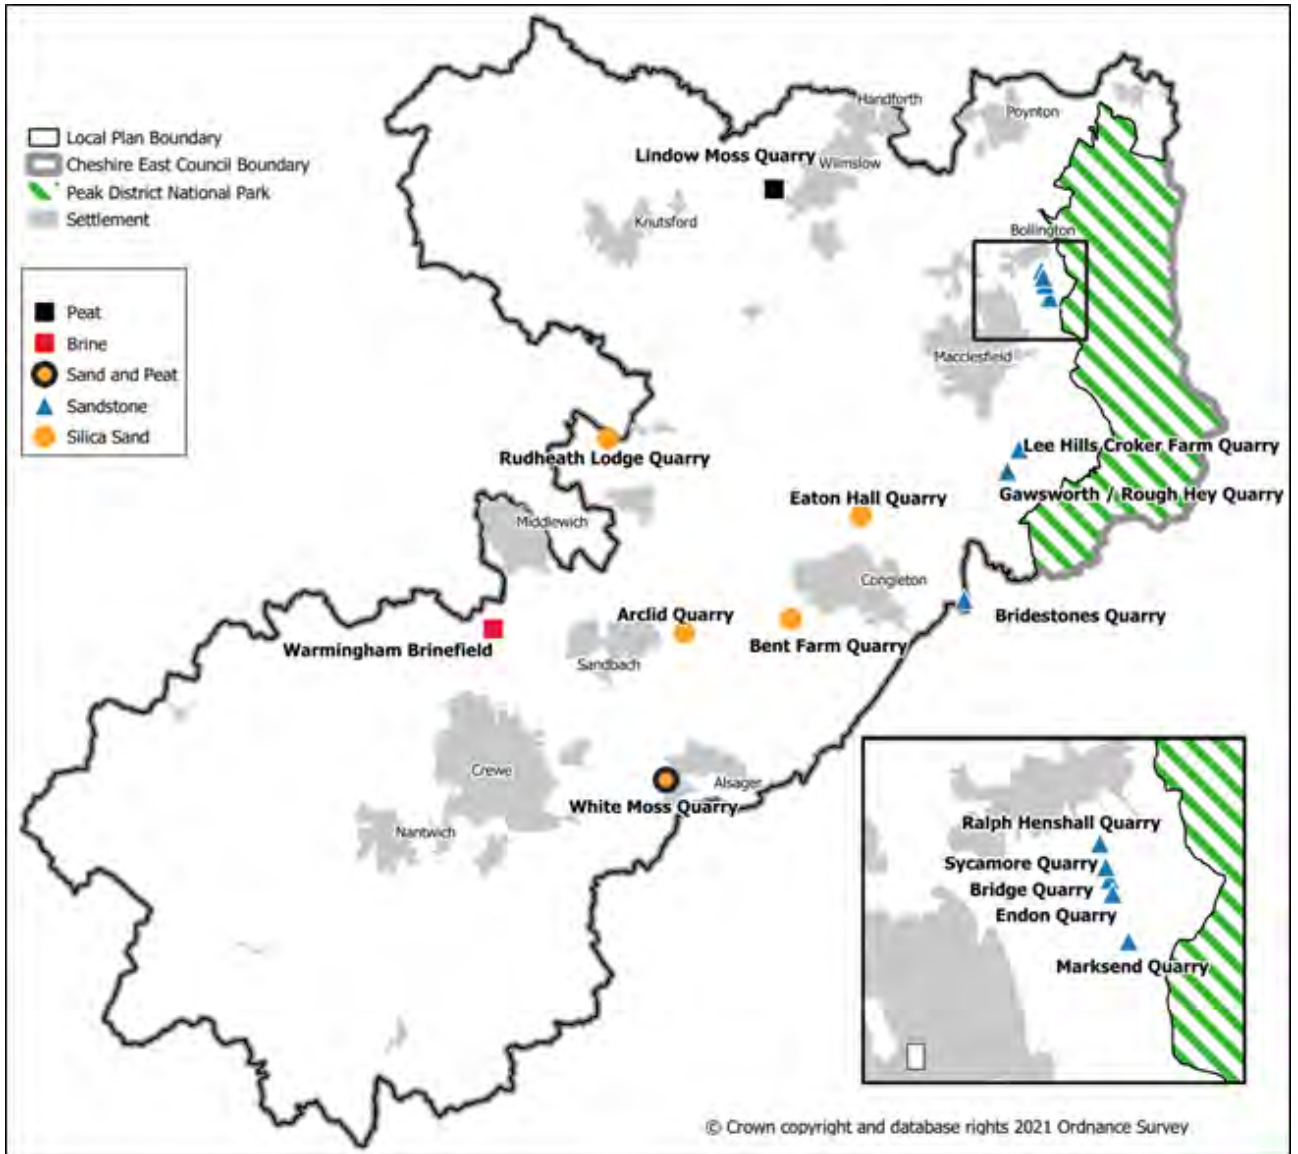 Local Plan Boundary
Cheshire East Council Boundary
Peak District National Park
Settlement
Peat
Brine
Sand and Peat
Sandstone
Silica Sand
Handforth
Poynton
Lindow Moss Quarry
Wilmslow
Knutsford
Bollington
Macclesfield
Rudheath Lodge Quarry
Lee Hills Croker Farm Quarry
Gawsworth / Rough Hey Quarry
Eaton Hall Quarry
Middlewich
Congleton
Arclid Quarry
Bridestones Quarry
Warmingham Brinefield
Bent Farm Quarry
Sandbach
Crewe
Alsager
White Moss Quarry
Nantwich
Ralph Henshall Quarry
Sycamore Quarry
Bridge Quarry
Endon Quarry
Marksend Quarry
© Crown copyright and database rights 2021 Ordnance Survey